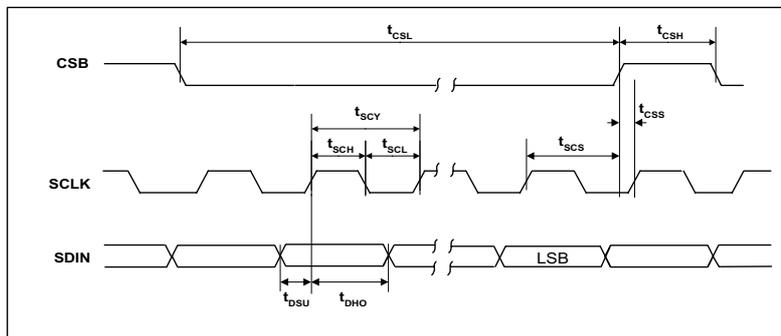 tCSL
tCSH
CSB
tCSS
tSCY
tSCH
tSCL
tSCS
SCLK
SDIN
LSB
tDSU
tDHO